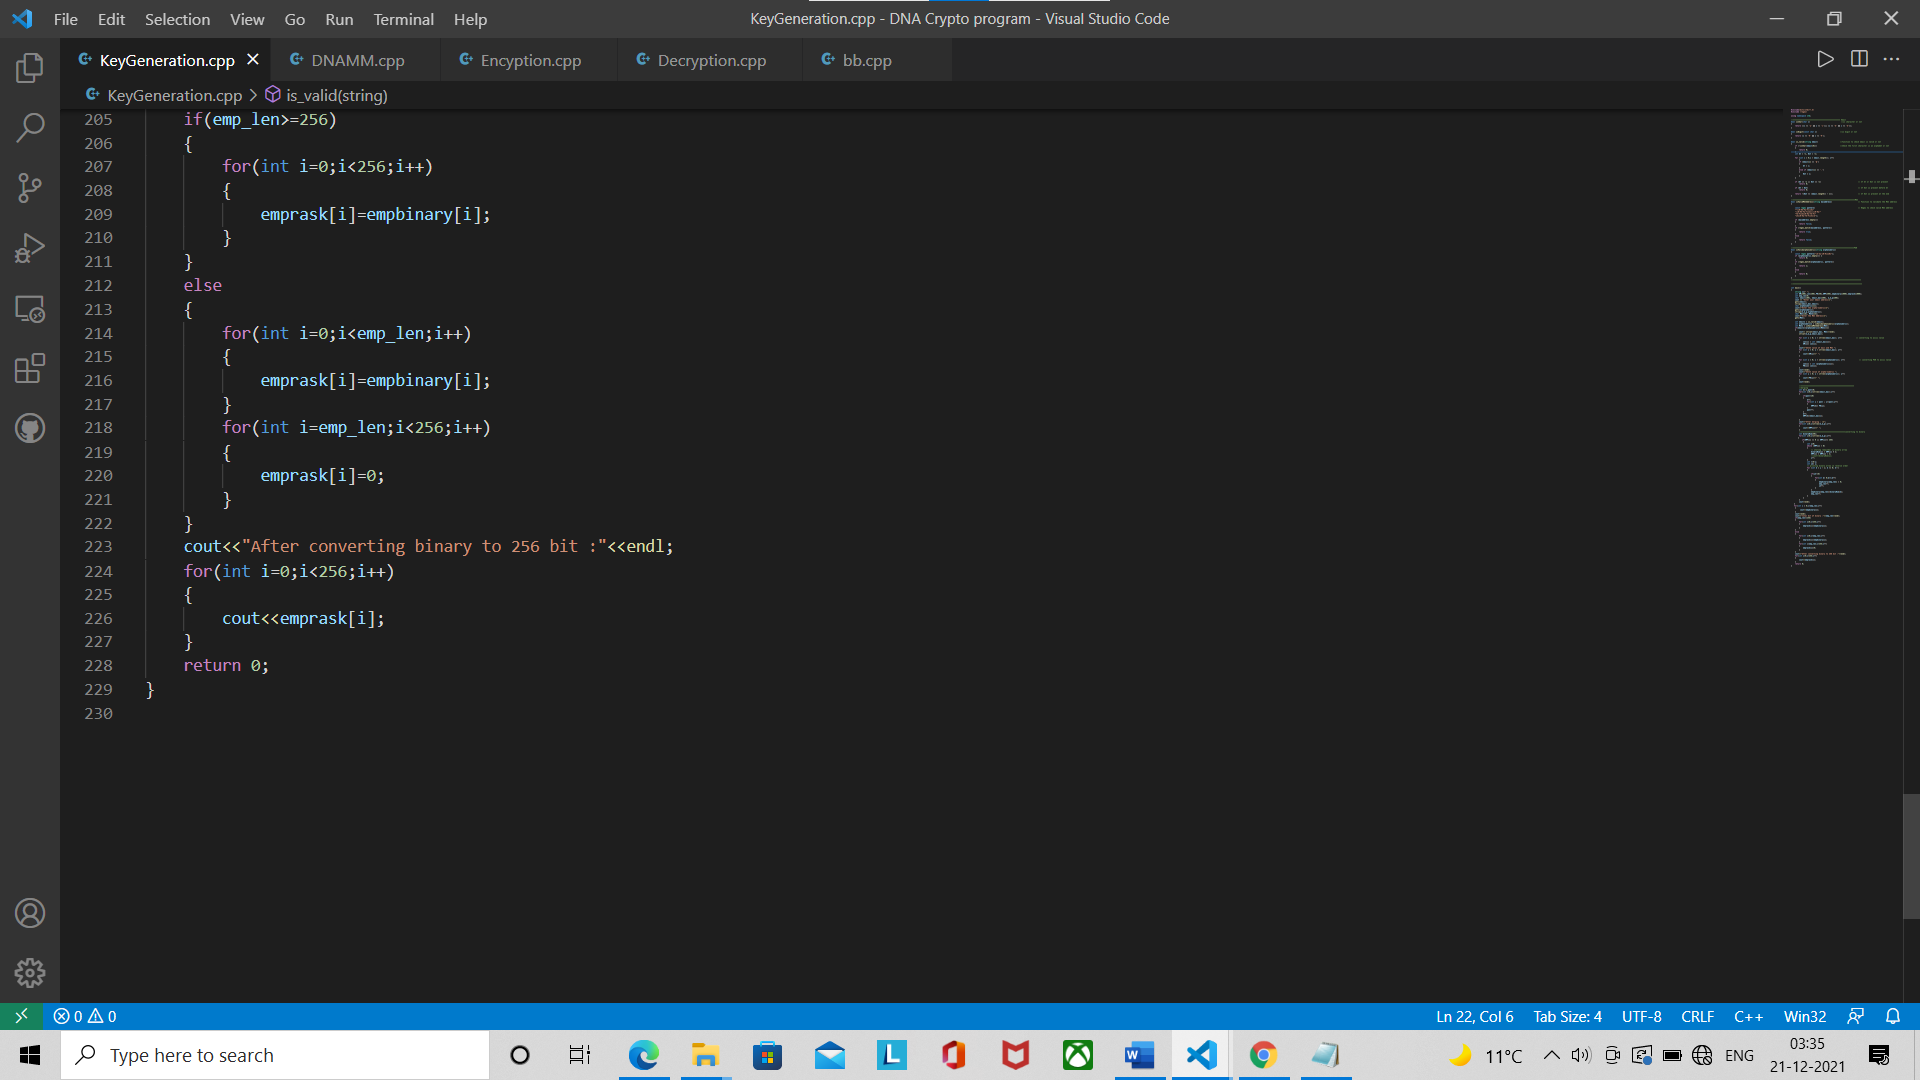 File Edit Selection View Go Run Terminal Help KeyGeneration.cpp - DNA Crypto program - Visual Studio Code
KeyGeneration.cpp DNAMM.cpp Encyption.cpp Decryption.cpp bb.cpp
KeyGeneration.cpp > is_valid(string)
205 if(emp_len>=256)
206 {
207 for(int i=0;i<256;i++)
208 {
209 emprask[i]=empbinary[i];
210 }
211 }
212 else
213 {
214 for(int i=0;i<emp_len;i++)
215 {
216 emprask[i]=empbinary[i];
217 }
218 for(int i=emp_len;i<256;i++)
219 {
220 emprask[i]=0;
221 }
222 }
223 cout<<"After converting binary to 256 bit :"<<endl;
224 for(int i=0;i<256;i++)
225 {
226 cout<<emprask[i];
227 }
228 return 0;
229 }
230
0 0 Ln 22, Col 6 Tab Size: 4 UTF-8 CRLF C++ Win32
Type here to search 11°C ENG 03:35
21-12-2021